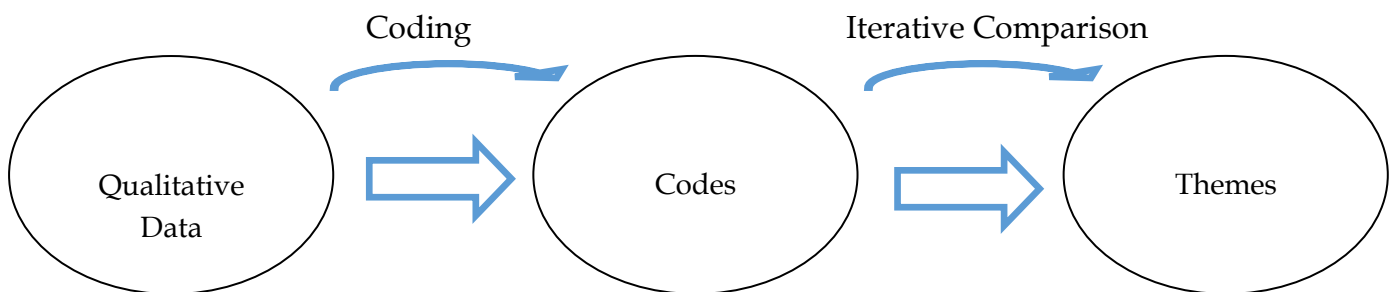 Coding
Iterative Comparison
Qualitative
Data
Codes
Themes